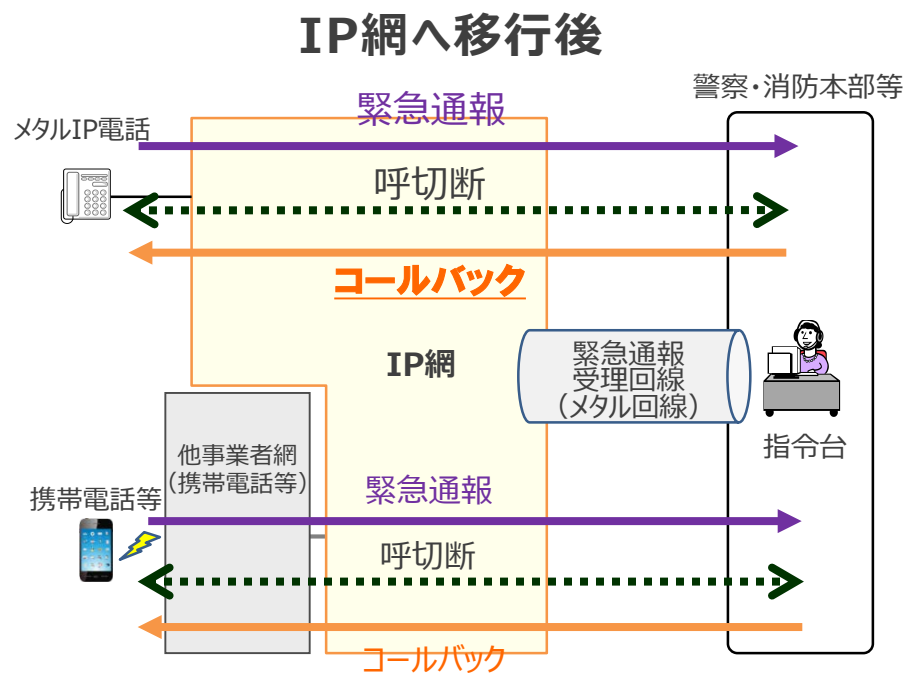 IP網へ移行後
警察・消防本部等
メタルIP電話
緊急通報
呼切断
コールバック
IP網
緊急通報
受理回線
（メタル回線）
指令台
他事業者網
（携帯電話等）
携帯電話等
緊急通報
呼切断
コールバック